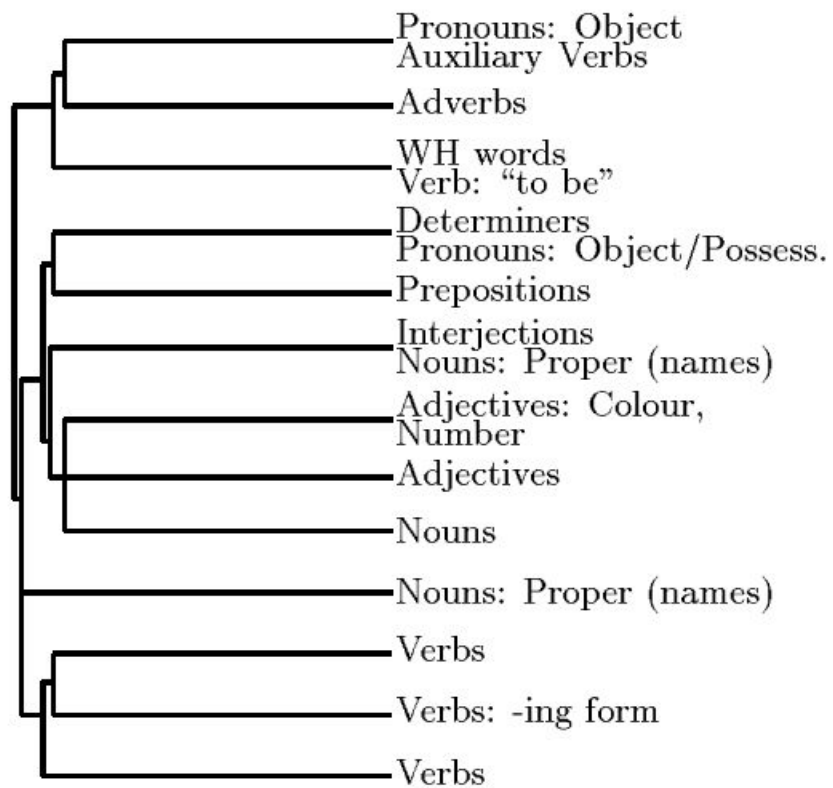 Pronouns: Object
Auxiliary Verbs
Adverbs
WH words
Verb: “to be”
Determiners
Pronouns: Object/Possess.
Prepositions
Interjections
Nouns: Proper (names)
Adjectives: Colour,
Number
Adjectives
Nouns
Nouns: Proper (names)
Verbs
Verbs: -ing form
Verbs